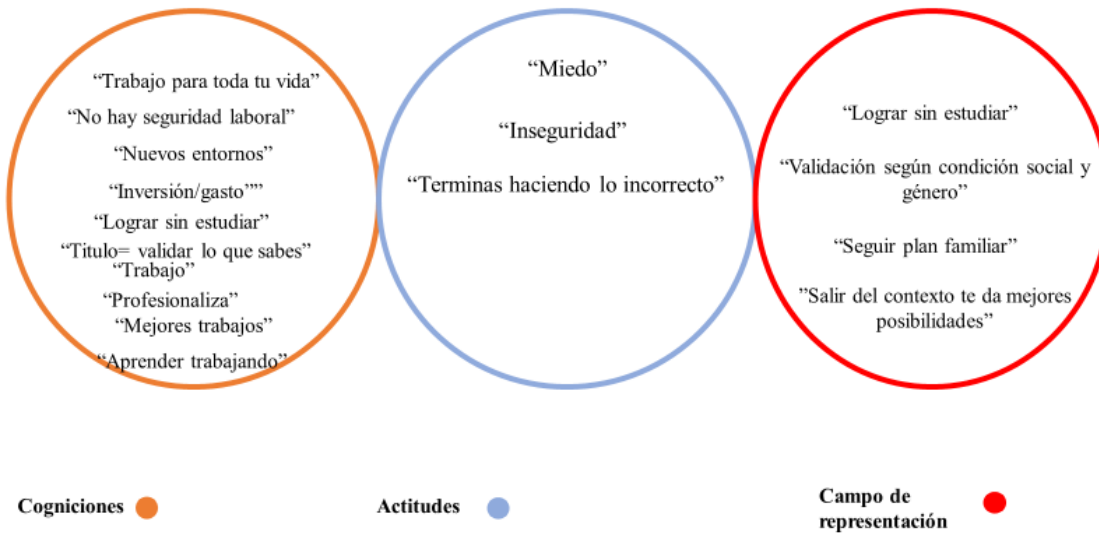 “Trabajo para toda tu vida”
“No hay seguridad laboral”
“Nuevos entornos”
“Inversión/gasto””
“Lograr sin estudiar”
“Titulo= validar lo que sabes”
“Trabajo”
“Profesionaliza”
“Mejores trabajos”
“Aprender trabajando”
“Miedo”
“Inseguridad”
“Terminas haciendo lo incorrecto”
“Lograr sin estudiar”
“Validación según condición social y
género”
“Seguir plan familiar”
”Salir del contexto te da mejores
posibilidades”
Cogniciones
Actitudes
Campo de
representación